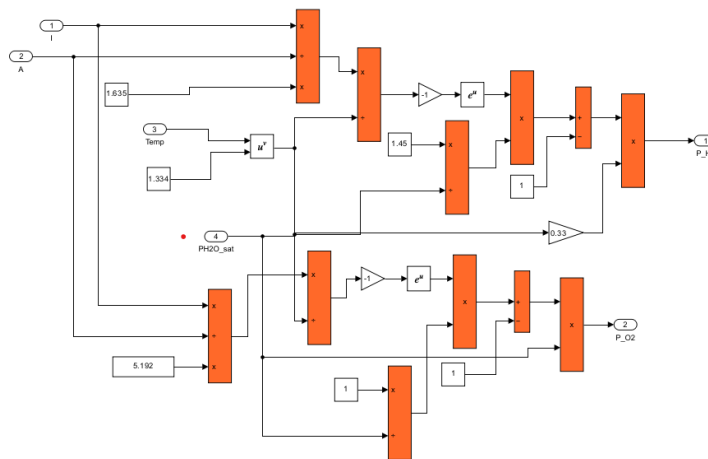 1
I
2
A
x
÷
x
1.635
x
÷
-1
e^u
x
+
−
x
1
P_H
3
Temp
u^v
1.334
1.45
x
÷
1
4
PH2O_sat
0.33
x
÷
-1
e^u
x
+
−
x
2
P_O2
x
÷
x
5.192
1
x
÷
1